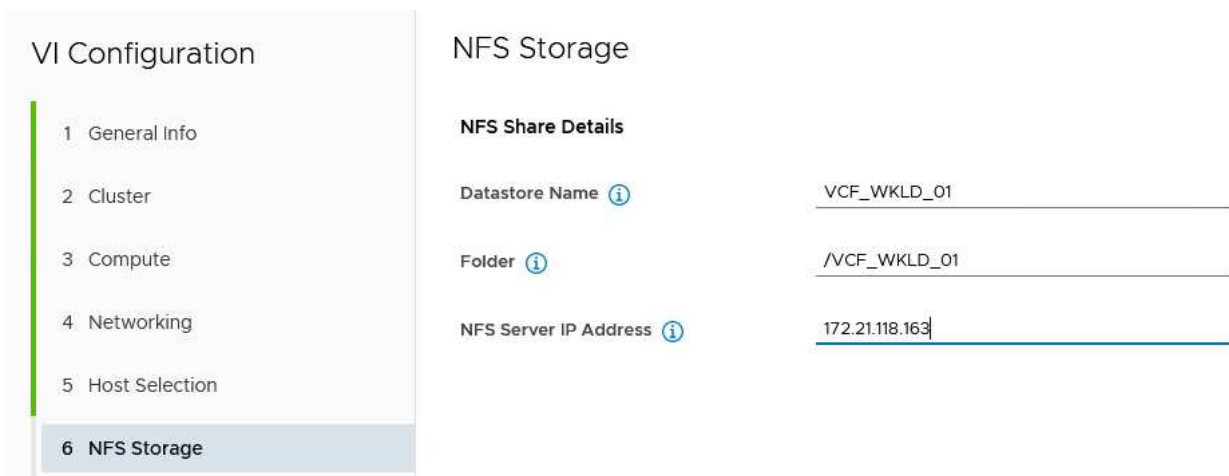 VI Configuration
1 General Info
2 Cluster
3 Compute
4 Networking
5 Host Selection
6 NFS Storage
NFS Storage
NFS Share Details
Datastore Name VCF_WKLD_01
Folder /VCF_WKLD_01
NFS Server IP Address 172.21.118.163